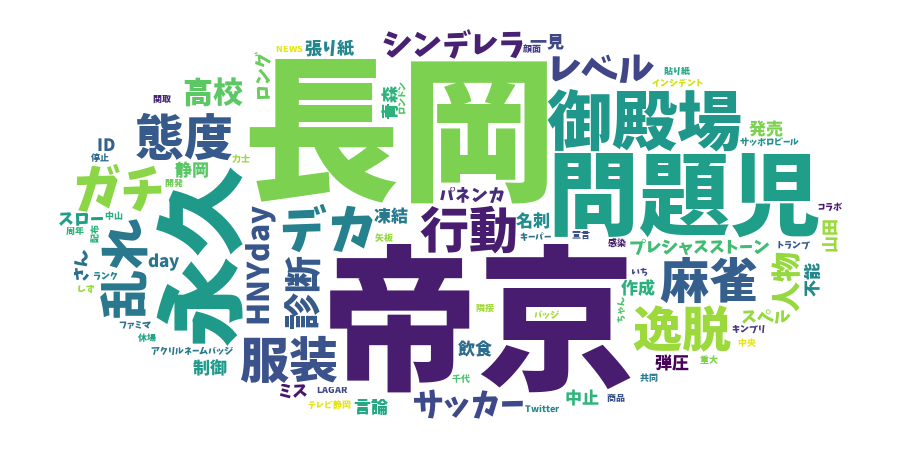 シンデレラ
一見
顔面
NEWS
張り紙
ロング
レベル
貼り紙
インシデント
長岡
高校
関取
青森
ロンドン
御殿場
発売
サッポロビール
態度
ID
停止
力士
静岡
開発
問題児
ガチ
永久
パネンカ
コラボ
スロー
中山
周年
配布
HNYday
デカ
凍結
行動
名刺
キーパー
宣言
感染
プレシャスストーン
トランプ
山田
矢板
乱れ
day
さん
ランク
しす
診断
帝京
いち
作成
麻雀
人物
不能
ちゃん
隣接
バッジ
逸脱
スペル
キンプリ
中央
ファミマ
休場
アクリルネームバッジ
制御
服装
飲食
弾圧
重大
千代
共同
ミス
LAGAR
テレビ静岡
言論
サッカー
Twitter
中止
商品